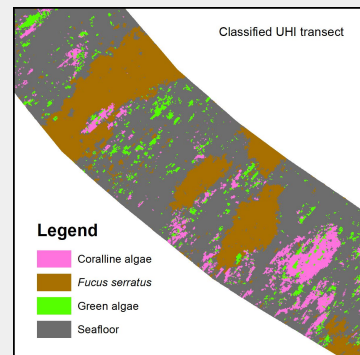 Classified UHI transect
Legend
Coralline algae
Fucus serratus
Green algae
Seafloor